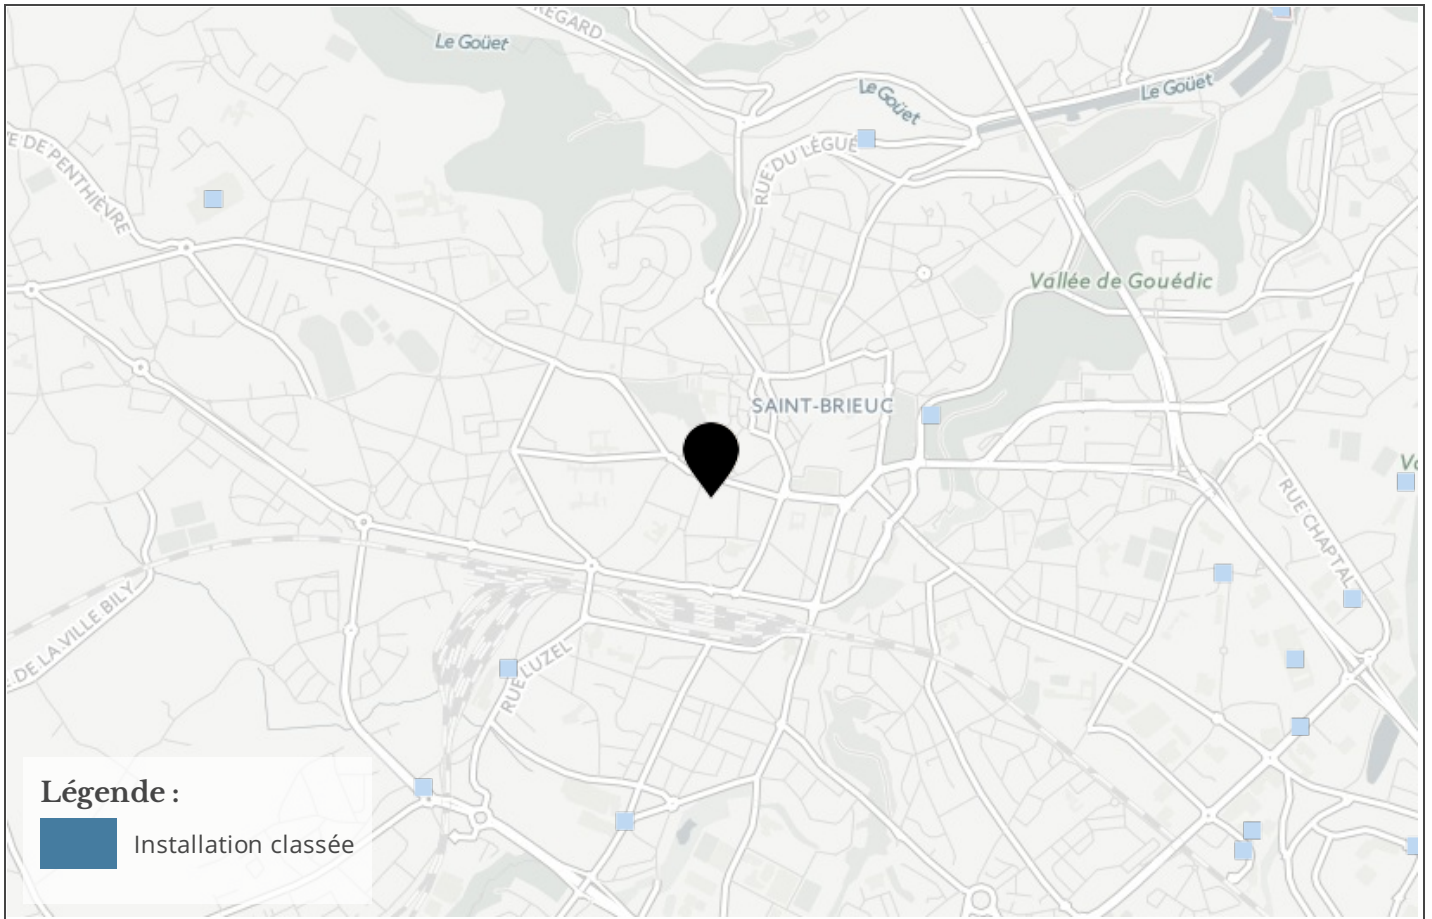 REGARD
Le Goüet
Le Goüet
Le Goüet
E DE PENTHIÈVRE
RUE DU LÉGUÉ
Vallée de Gouédic
SAINT-BRIEUC
RUE CHAPTAL
DE LA VILLE BILY
RUE LUZEL
Légende :
Installation classée